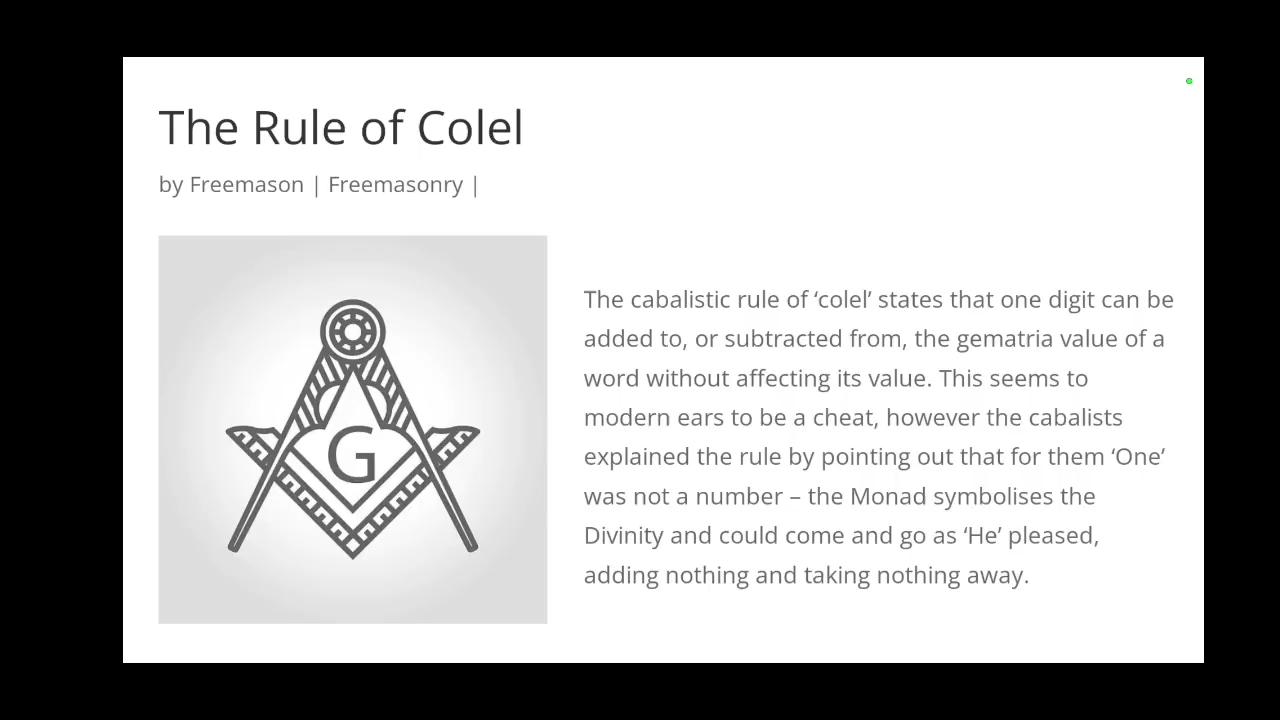 The Rule of Colel
by Freemason | Freemasonry |
G
The cabalistic rule of ‘colel’ states that one digit can be
added to, or subtracted from, the gematria value of a
word without affecting its value. This seems to
modern ears to be a cheat, however the cabalists
explained the rule by pointing out that for them ‘One’
was not a number – the Monad symbolises the
Divinity and could come and go as ‘He’ pleased,
adding nothing and taking nothing away.